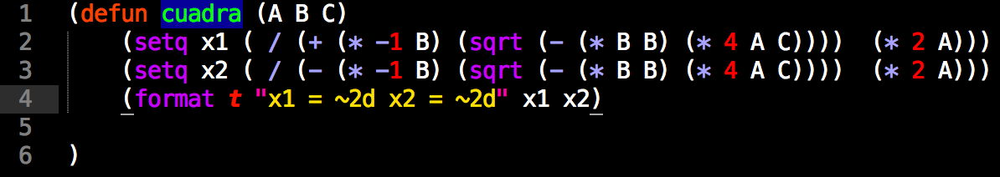 1 (defun cuadra (A B C)
2 (setq x1 ( / (+ (* -1 B) (sqrt (- (* B B) (* 4 A C)))) (* 2 A)))
3 (setq x2 ( / (- (* -1 B) (sqrt (- (* B B) (* 4 A C)))) (* 2 A)))
4 (format t "x1 = ~2d x2 = ~2d" x1 x2)
5
6 )